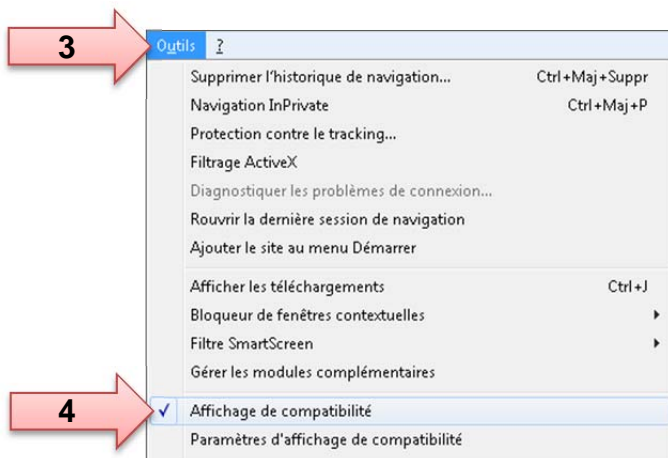 3
Outils ?
Supprimer l'historique de navigation... Ctrl+Maj+Suppr
Navigation InPrivate Ctrl+Maj+P
Protection contre le tracking...
Filtrage ActiveX
Diagnostiquer les problèmes de connexion...
Rouvrir la dernière session de navigation
Ajouter le site au menu Démarrer
Afficher les téléchargements Ctrl+J
Bloqueur de fenêtres contextuelles
Filtre SmartScreen
Gérer les modules complémentaires
4
Affichage de compatibilité
Paramètres d'affichage de compatibilité